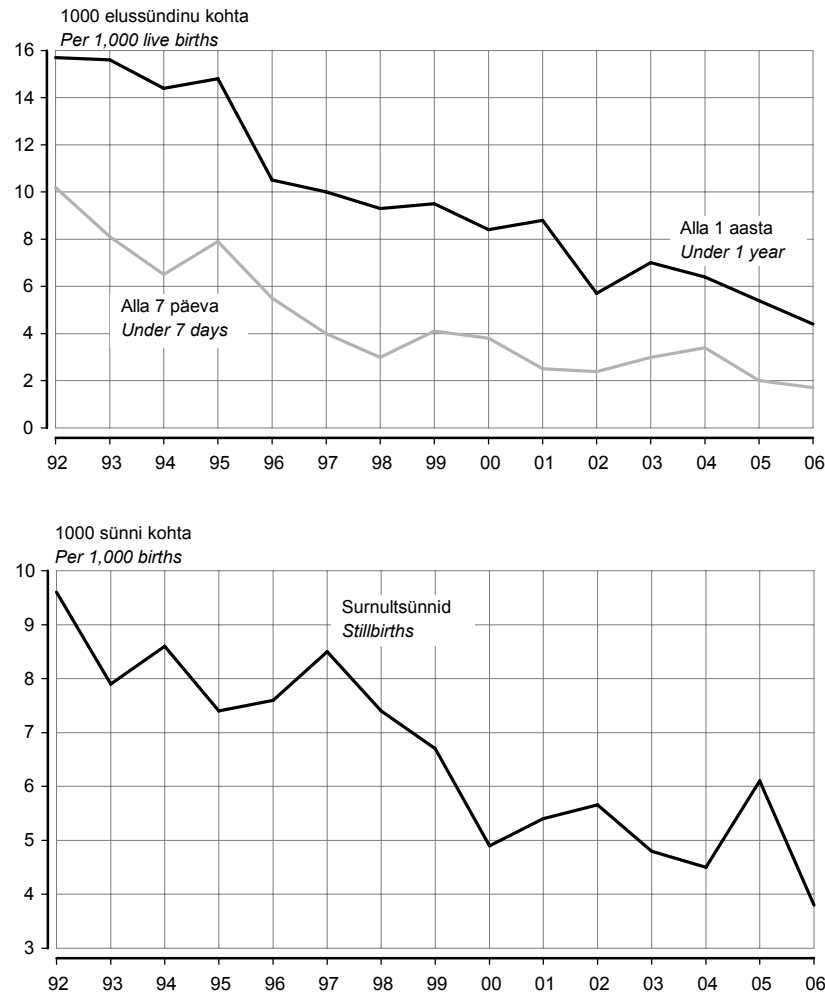 1000 elussündinu kohta
Per 1,000 live births
16
14
12
10
8
6
4
2
0
Alla 1 aasta
Under 1 year
Alla 7 päeva
Under 7 days
92 93 94 95 96 97 98 99 00 01 02 03 04 05 06
1000 sünni kohta
Per 1,000 births
10
9
8
7
6
5
4
3
Surnultsünnid
Stillbirths
92 93 94 95 96 97 98 99 00 01 02 03 04 05 06